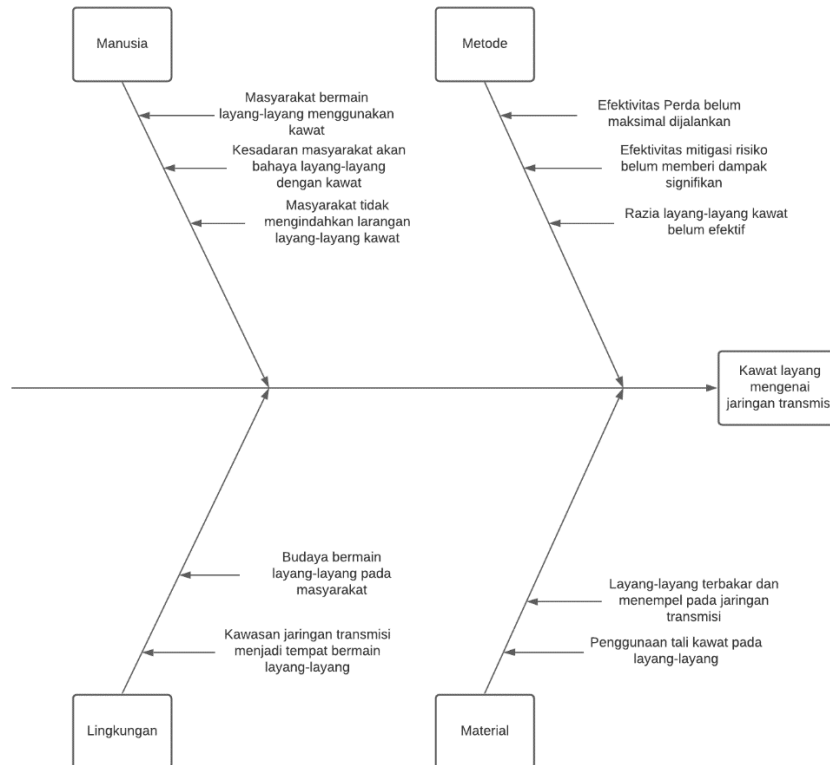 Manusia
Metode
Masyarakat bermain
layang-layang menggunakan
kawat
Kesadaran masyarakat akan
bahaya layang-layang
dengan kawat
Masyarakat tidak
mengindahkan larangan
layang-layang kawat
Efektivitas Perda belum
maksimal dijalankan
Efektivitas mitigasi risiko
belum memberi dampak
signifikan
Razia layang-layang kawat
belum efektif
Kawat layang
mengenai
jaringan transmisi
Budaya bermain
layang-layang pada
masyarakat
Kawasan jaringan transmisi
menjadi tempat bermain
layang-layang
Layang-layang terbakar dan
menempel pada jaringan
transmisi
Penggunaan tali kawat pada
layang-layang
Lingkungan
Material